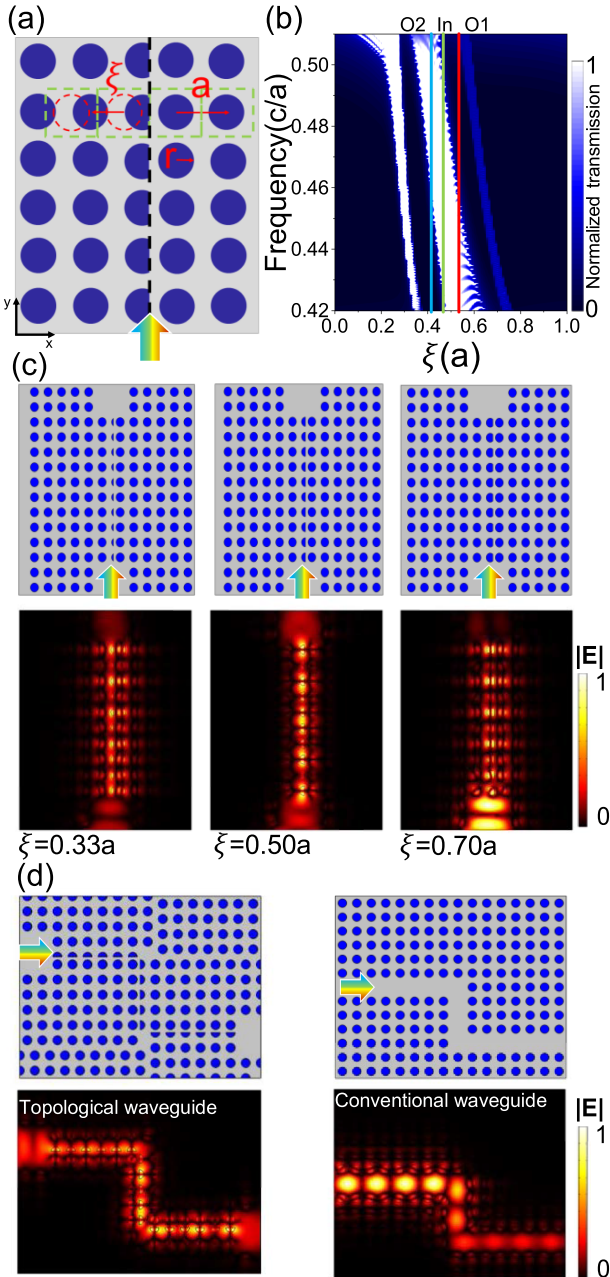 (a)
ξ
a
r
y
x
(b)
O2 In O1
Frequency(c/a)
0.50
0.48
0.46
0.44
0.42
0.0 0.2 0.4 0.6 0.8 1.0
ξ(a)
1
Normalized transmission
0
(c)
|E|
1
0
ξ=0.33a
ξ=0.50a
ξ=0.70a
(d)
Topological waveguide
Conventional waveguide
|E|
1
0